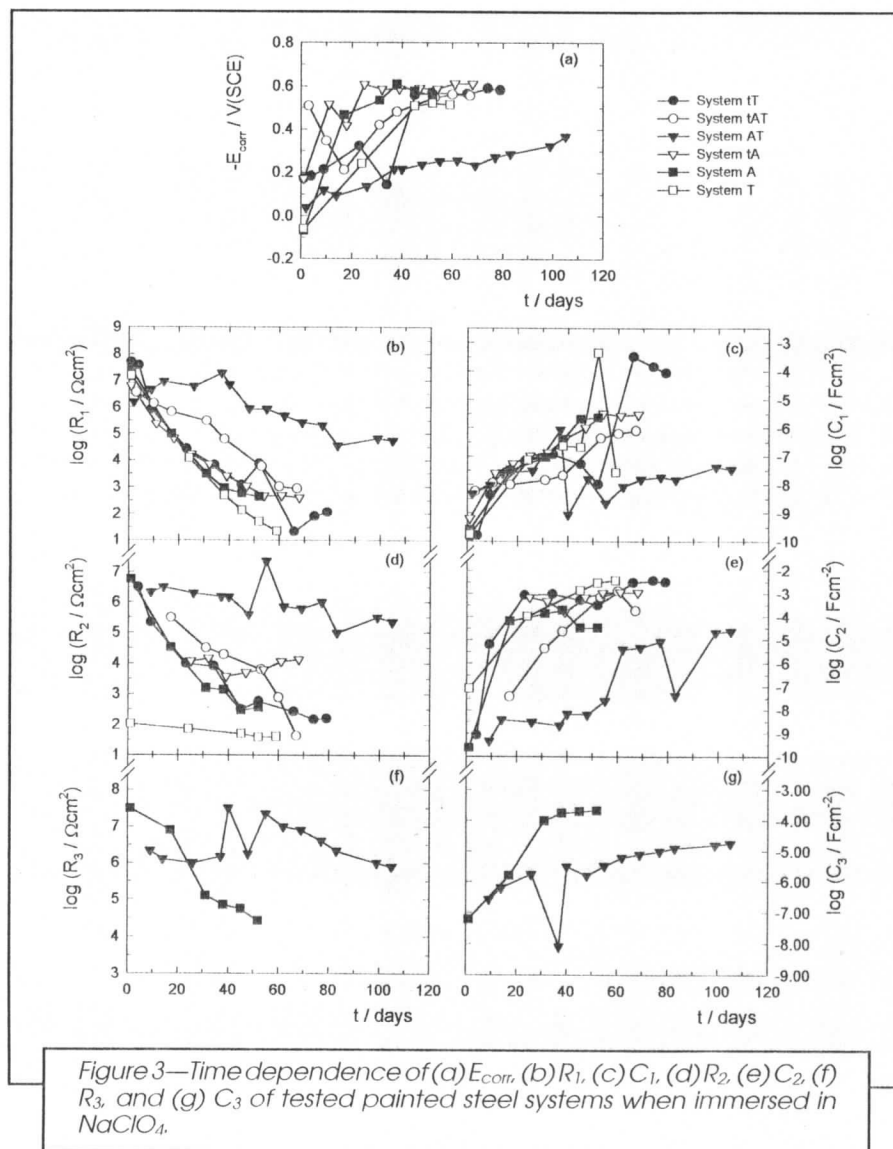 (a)
-E corr / V(SCE)
0.8
0.6
0.4
0.2
0.0
-0.2
0 20 40 60 80 100 120
t / days
System tT
System tAT
System AT
System tA
System A
System T
(b)
log (R1 / Ωcm²)
9
8
7
6
5
4
3
2
1
(c)
log (C1 / Fcm-2)
-3
-4
-5
-6
-7
-8
-9
-10
(d)
log (R2 / Ωcm²)
6
5
4
3
2
1
(e)
log (C2 / Fcm-2)
-2
-3
-4
-5
-6
-7
-8
-9
-10
(f)
log (R3 / Ωcm²)
8
7
6
5
4
3
0 20 40 60 80 100 120
t / days
(g)
log (C3 / Fcm-2)
-3.00
-4.00
-5.00
-6.00
-7.00
-8.00
-9.00
0 20 40 60 80 100 120
t / days
Figure 3—Time dependence of (a) Ecorr, (b) R1, (c) C1, (d) R2, (e) C2, (f)
R3, and (g) C3 of tested painted steel systems when immersed in
NaClO4.